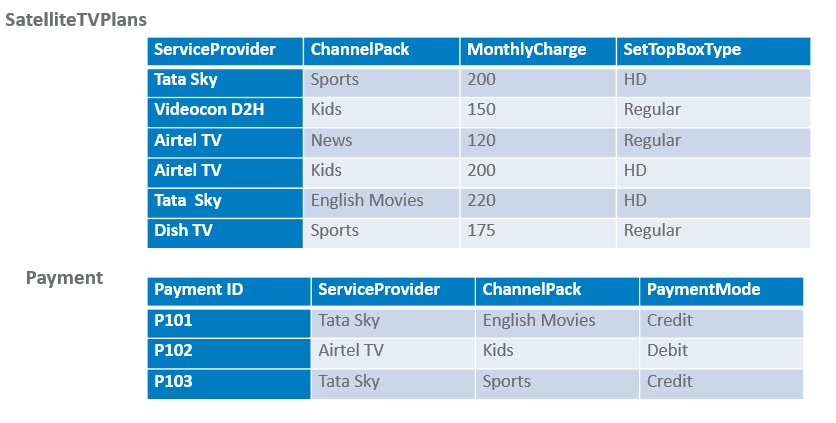 SatelliteTVPlans
ServiceProvider ChannelPack MonthlyCharge SetTopBoxType
Tata Sky Sports 200 HD
Videocon D2H Kids 150 Regular
Airtel TV News 120 Regular
Airtel TV Kids 200 HD
Tata Sky English Movies 220 HD
Dish TV Sports 175 Regular
Payment
Payment ID ServiceProvider ChannelPack PaymentMode
P101 Tata Sky English Movies Credit
P102 Airtel TV Kids Debit
P103 Tata Sky Sports Credit